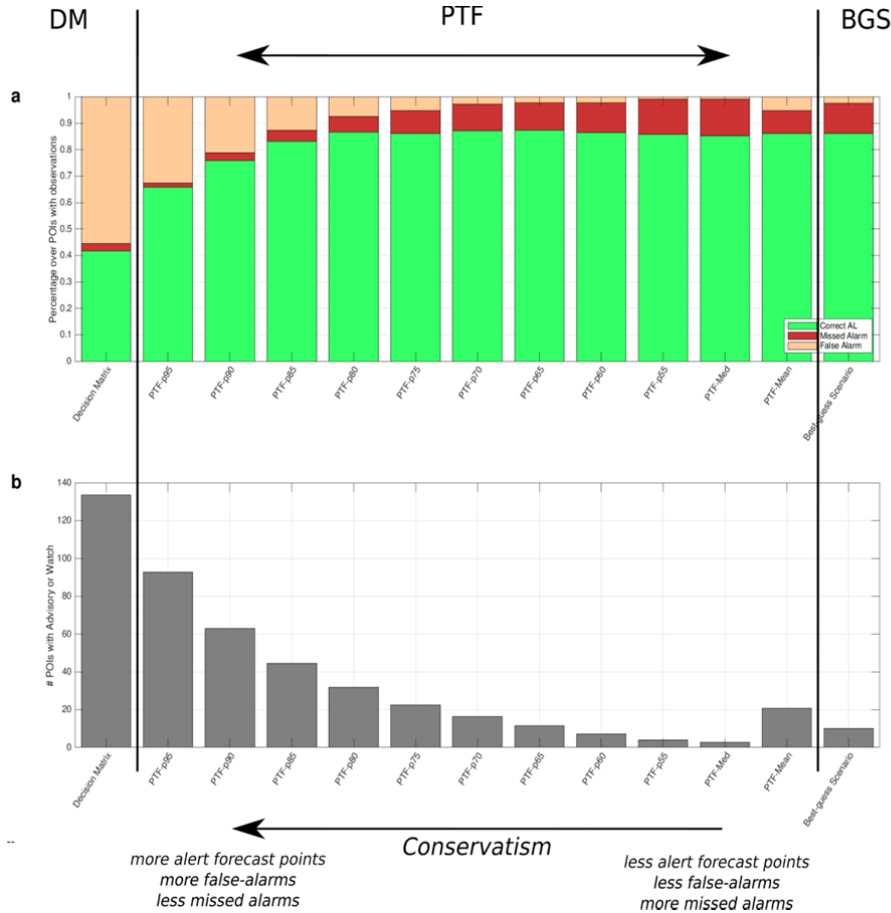 DM
PTF
BGS
a
Percentage over POIs with observations
1
0.9
0.8
0.7
0.6
0.5
0.4
0.3
0.2
0.1
0
Correct AL
Missed Alarm
False Alarm
Decision Matrix
PTF-p95
PTF-p90
PTF-p85
PTF-p80
PTF-p75
PTF-p70
PTF-p65
PTF-p60
PTF-p55
PTF-Med
PTF-Mean
Best-guess Scenario
b
# POIs with Advisory or Watch
140
120
100
80
60
40
20
0
Decision Matrix
PTF-p95
PTF-p90
PTF-p85
PTF-p80
PTF-p75
PTF-p70
PTF-p65
PTF-p60
PTF-p55
PTF-Med
PTF-Mean
Best-guess Scenario
--
Conservatism
more alert forecast points
more false-alarms
less missed alarms
less alert forecast points
less false-alarms
more missed alarms